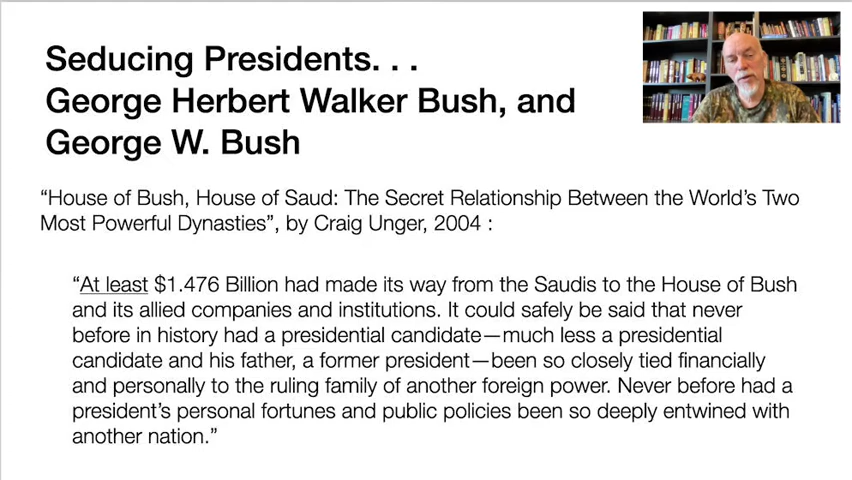 Seducing Presidents. . .
George Herbert Walker Bush, and
George W. Bush
“House of Bush, House of Saud: The Secret Relationship Between the World’s Two
Most Powerful Dynasties”, by Craig Unger, 2004 :
“At least $1.476 Billion had made its way from the Saudis to the House of Bush
and its allied companies and institutions. It could safely be said that never
before in history had a presidential candidate—much less a presidential
candidate and his father, a former president—been so closely tied financially
and personally to the ruling family of another foreign power. Never before had a
president’s personal fortunes and public policies been so deeply entwined with
another nation.”